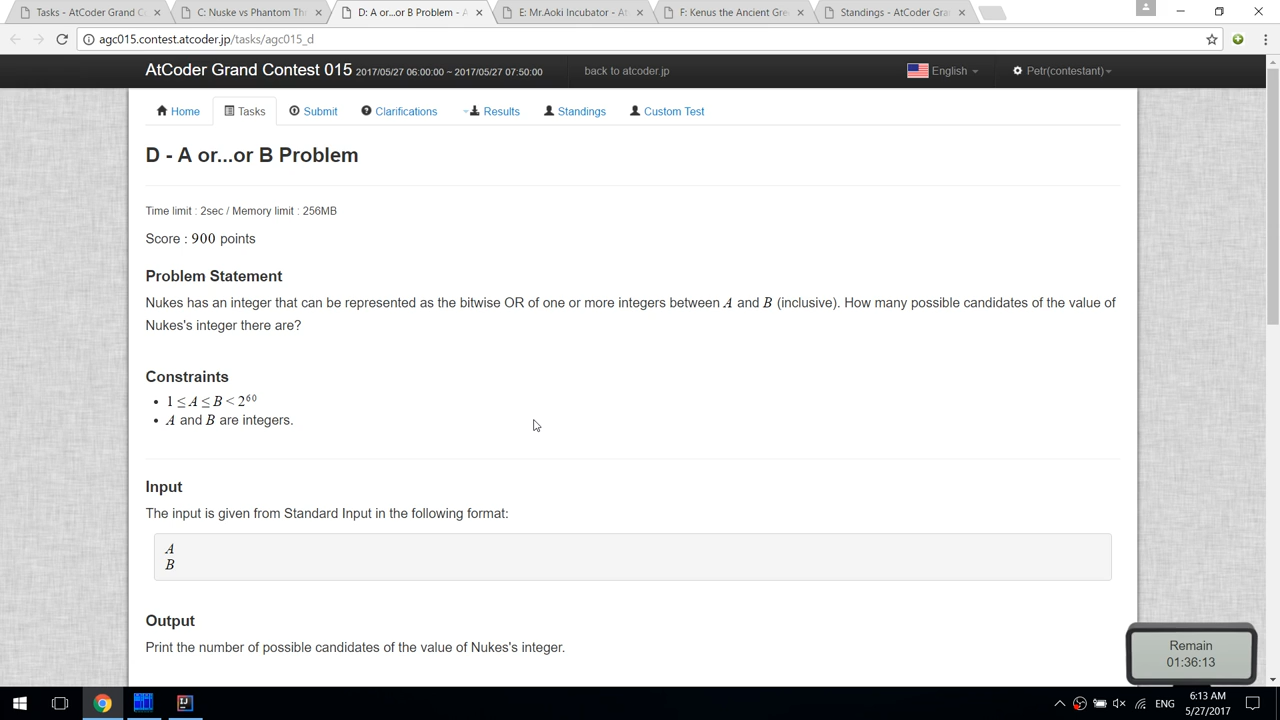 Tasks - AtCoder Grand C
C: Nuske vs Phantom Th
D: A or...or B Problem - A
E: Mr.Aoki Incubator - AT
F: Kenus the Ancient Gre
Standings - AtCoder Gra
agc015.contest.atcoder.jp/tasks/agc015_d
AtCoder Grand Contest 015 2017/05/27 06:00:00 ~ 2017/05/27 07:50:00
back to atcoder.jp
English
Petr(contestant)
Home
Tasks
Submit
Clarifications
Results
Standings
Custom Test
D - A or...or B Problem
Time limit : 2sec / Memory limit : 256MB
Score : 900 points
Problem Statement
Nukes has an integer that can be represented as the bitwise OR of one or more integers between A and B (inclusive). How many possible candidates of the value of
Nukes's integer there are?
Constraints
• 1 ≤ A ≤ B < 2^60
• A and B are integers.
Input
The input is given from Standard Input in the following format:
A
B
Output
Print the number of possible candidates of the value of Nukes's integer.
Remain
01:36:13
ENG
6:13 AM
5/27/2017